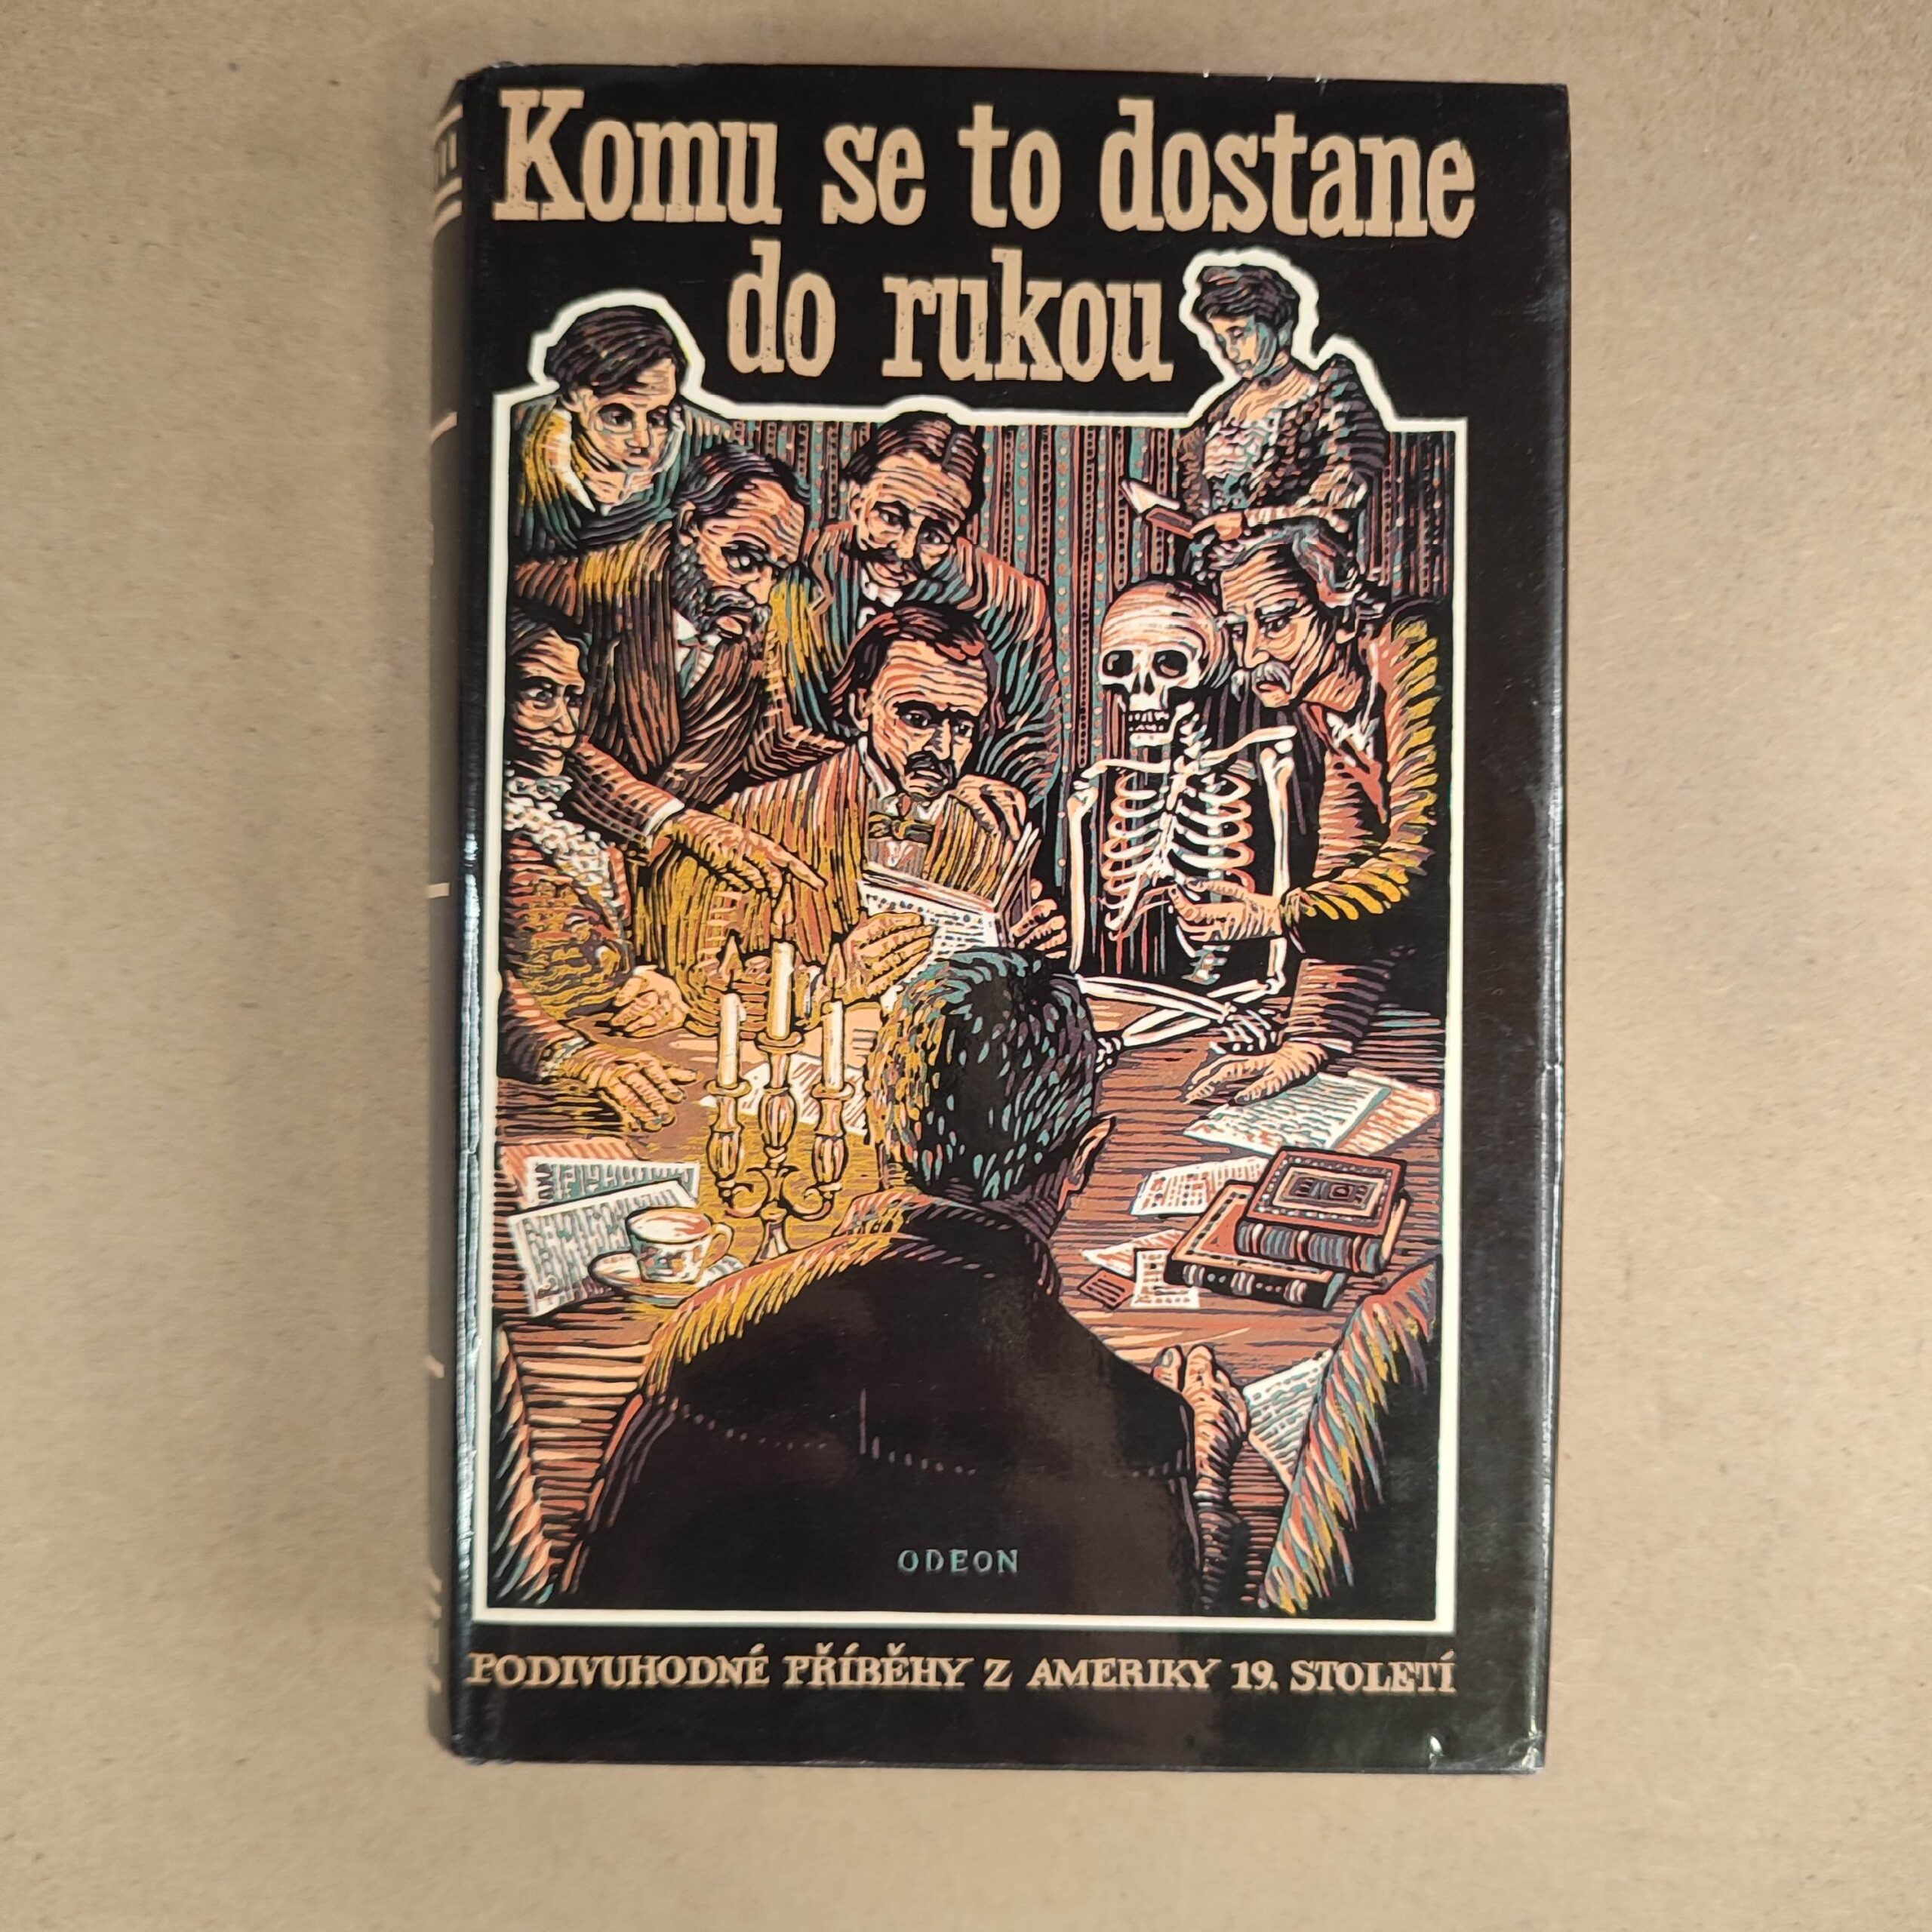 Komu se to dostane
do rukou
ODEON
PODIVUHODNÉ PŘÍBĚHY Z AMERIKY 19. STOLETÍ